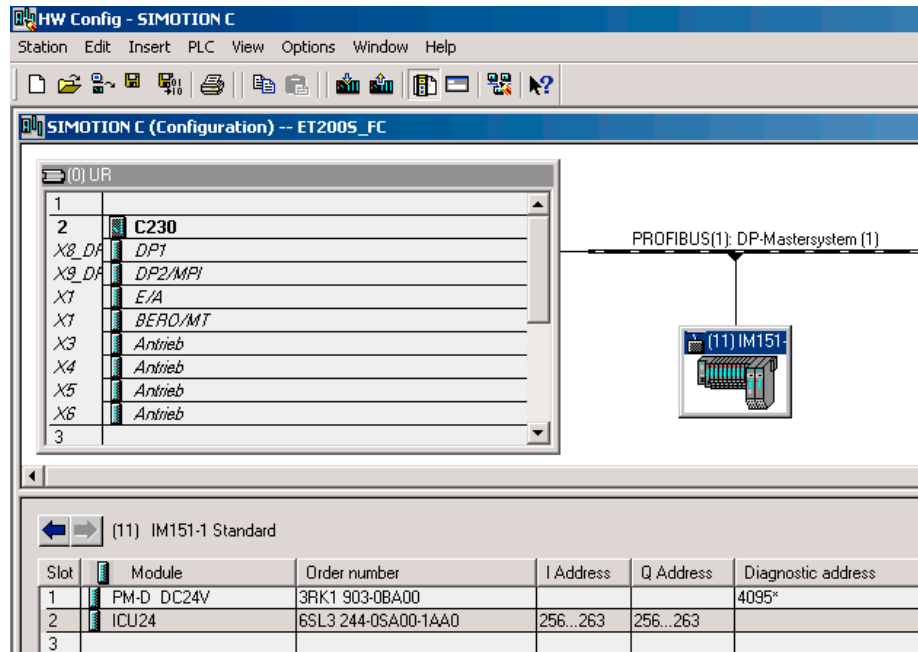 HW Config - SIMOTION C
Station Edit Insert PLC View Options Window Help
SIMOTION C (Configuration) -- ET200S_FC
(0) UR
1
2 C230
X8_DP DP1
X9_DP DP2/MPI
X1 E/A
X1 BERO/MT
X3 Antrieb
X4 Antrieb
X5 Antrieb
X6 Antrieb
3
PROFIBUS(1): DP-Mastersystem (1)
(11) IM151-
(11) IM151-1 Standard
Slot Module Order number I Address Q Address Diagnostic address
1 PM-D DC24V 3RK1 903-0BA00 4095*
2 ICU24 6SL3 244-0SA00-1AA0 256...263 256...263
3